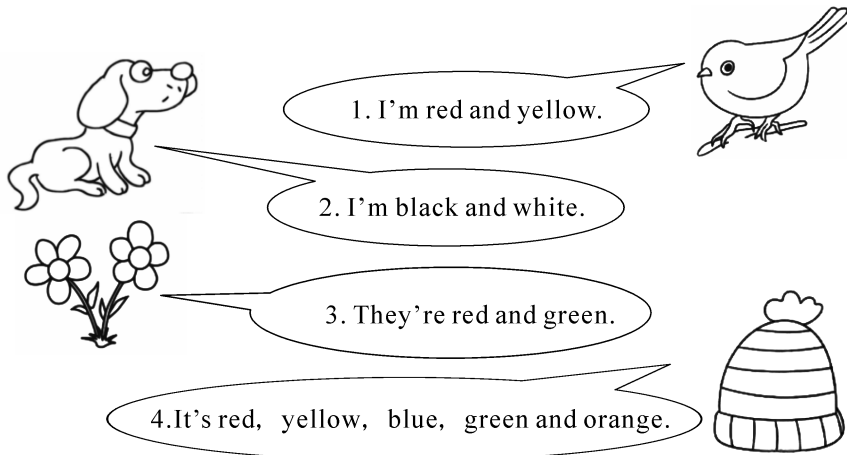 1. I'm red and yellow.
2. I'm black and white.
3. They're red and green.
4.It's red, yellow, blue, green and orange.